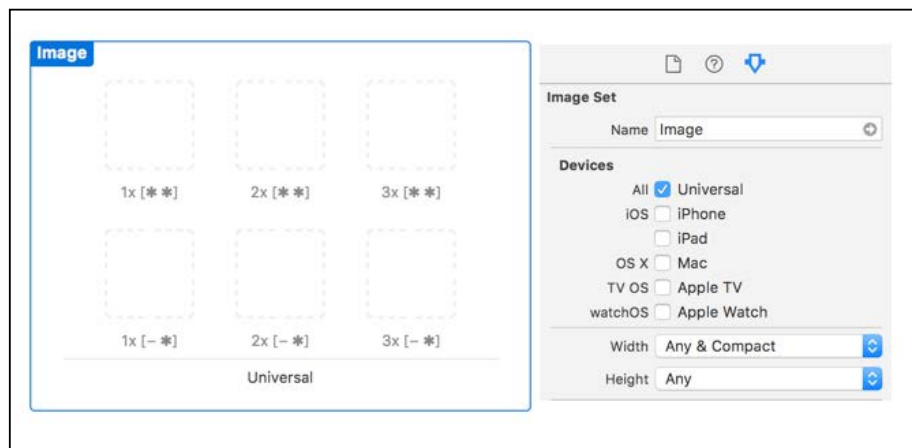 Image
1x [✱ ✱] 2x [✱ ✱] 3x [✱ ✱]
1x [– ✱] 2x [– ✱] 3x [– ✱]
Universal
Image Set
Name Image
Devices
All Universal
iOS iPhone
iPad
OS X Mac
TV OS Apple TV
watchOS Apple Watch
Width Any & Compact
Height Any